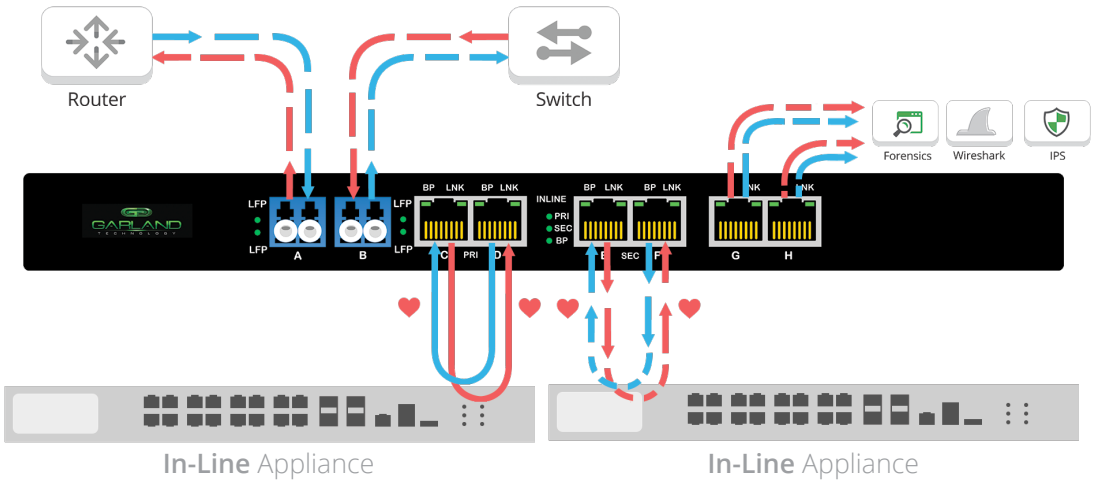 Router
Switch
Forensics
Wireshark
IPS
BP LNK
BP LNK
BP LNK
BP LNK
LNK
LFP
LFP
INLINE
PRI
SEC
BP
GARLAND
TECHNOLOGY
LFP
LFP
A
B
C
PRI
D
E
SEC
F
G
H
In-Line Appliance
In-Line Appliance